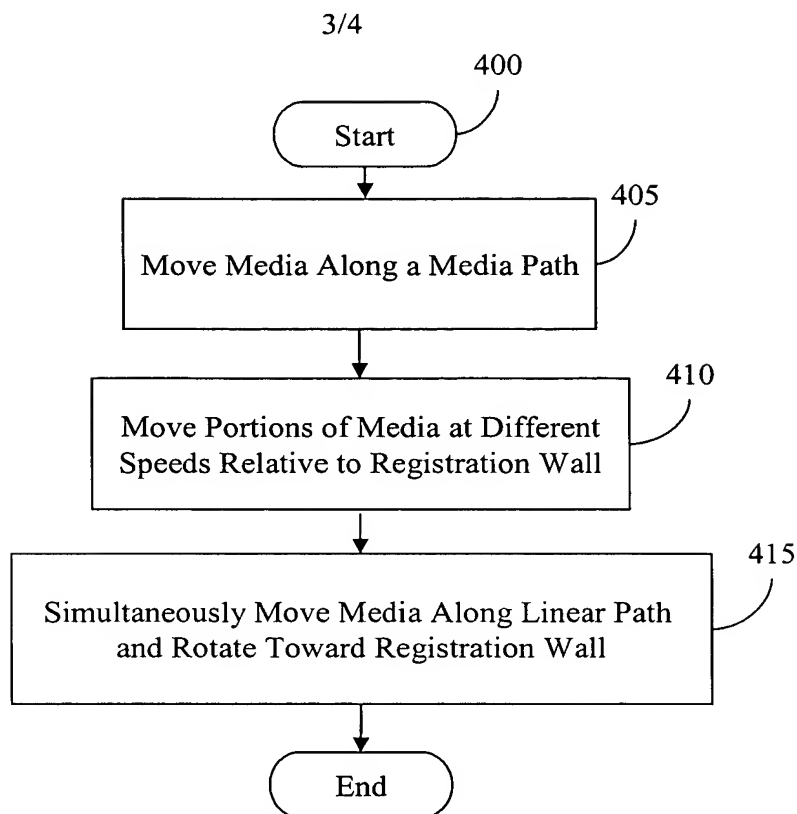 3/4
400
Start
405
Move Media Along a Media Path
410
Move Portions of Media at Different
Speeds Relative to Registration Wall
415
Simultaneously Move Media Along Linear Path
and Rotate Toward Registration Wall
End